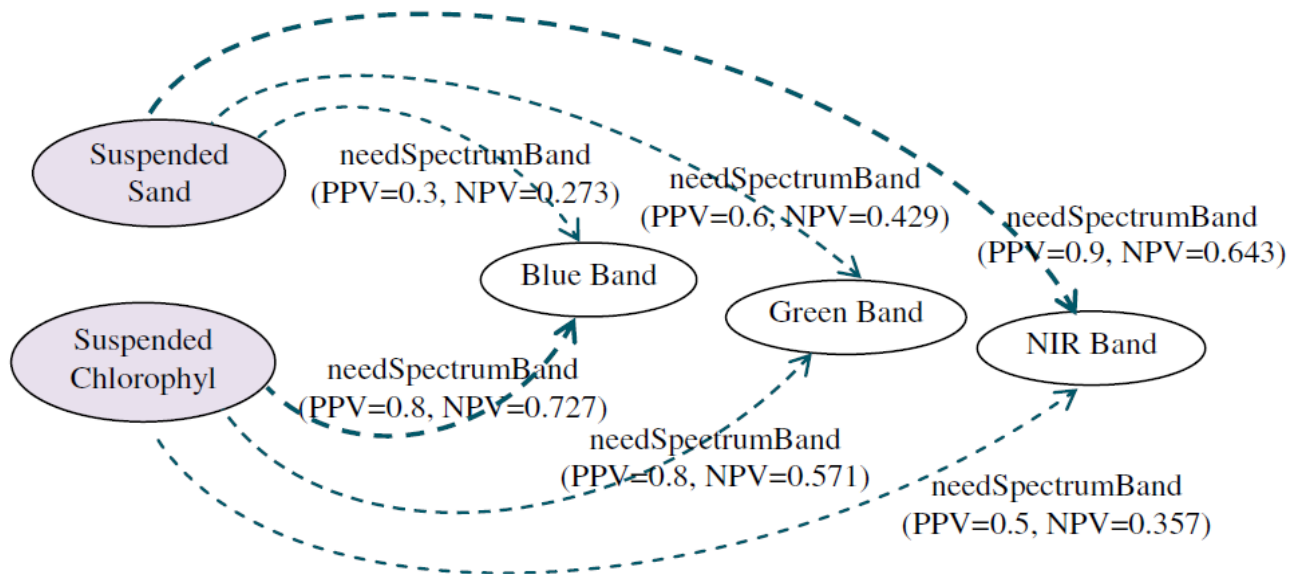 Suspended
Sand
needSpectrumBand
(PPV=0.3, NPV=0.273)
needSpectrumBand
(PPV=0.6, NPV=0.429)
needSpectrumBand
(PPV=0.9, NPV=0.643)
Blue Band
Green Band
NIR Band
Suspended
Chlorophyl
needSpectrumBand
(PPV=0.8, NPV=0.727)
needSpectrumBand
(PPV=0.8, NPV=0.571)
needSpectrumBand
(PPV=0.5, NPV=0.357)